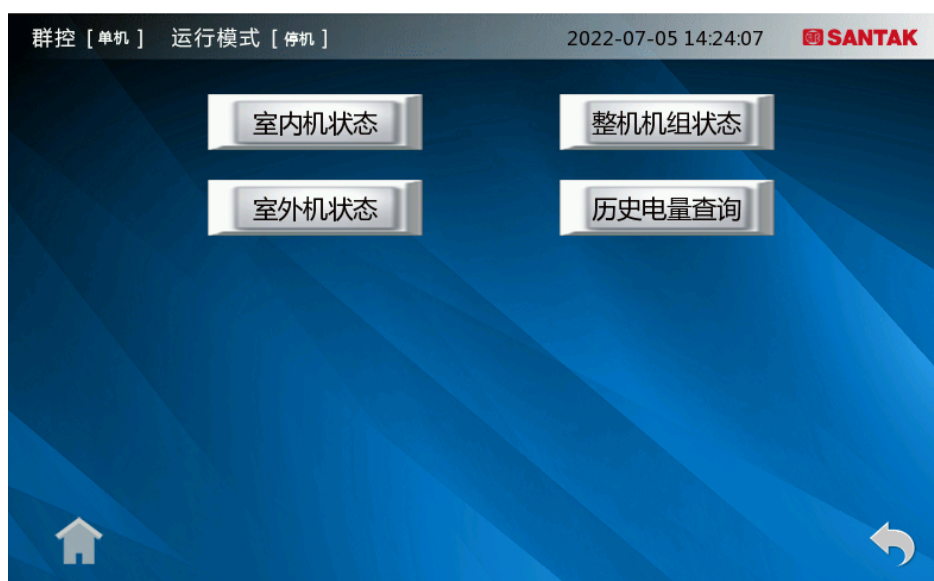 群控 [ 单机 ] 运行模式 [ 停机 ] 2022-07-05 14:24:07 SANTAK
室内机状态 整机机组状态
室外机状态 历史电量查询